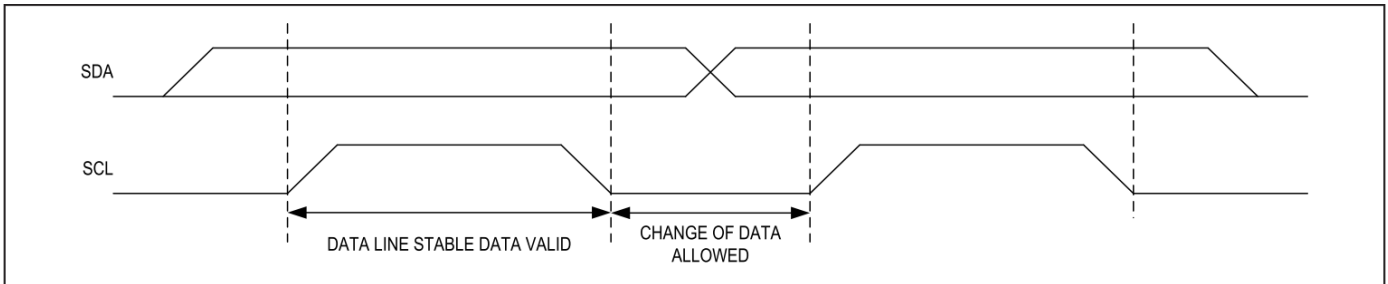 SDA
SCL
DATA LINE STABLE DATA VALID
CHANGE OF DATA
ALLOWED